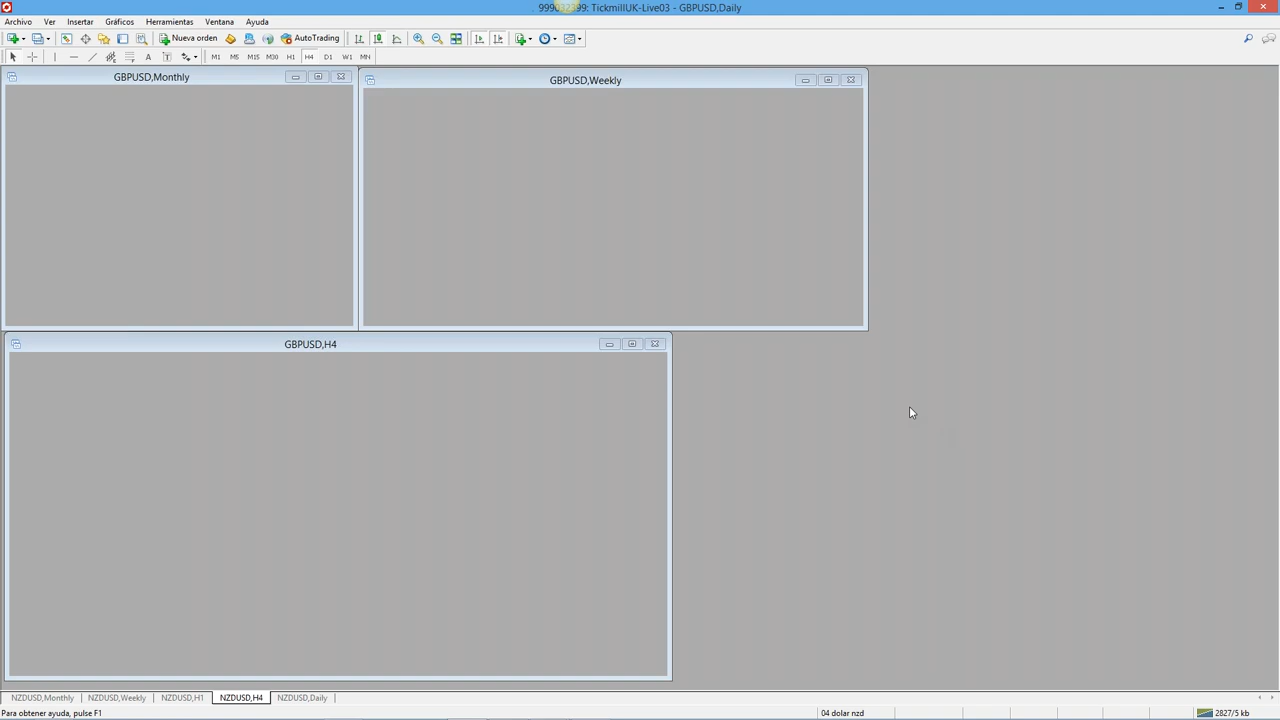 : TickmillUK-Live03 - GBPUSD,Daily
Archivo Ver Insertar Gráficos Herramientas Ventana Ayuda
Nueva orden AutoTrading
A T M1 M5 M15 M30 H1 H4 D1 W1 MN
GBPUSD,Monthly
GBPUSD,Weekly
GBPUSD,H4
NZDUSD,Monthly NZDUSD,Weekly NZDUSD,H1 NZDUSD,H4 NZDUSD,Daily
Para obtener ayuda, pulse F1 04 dolar nzd 2827/5 kb